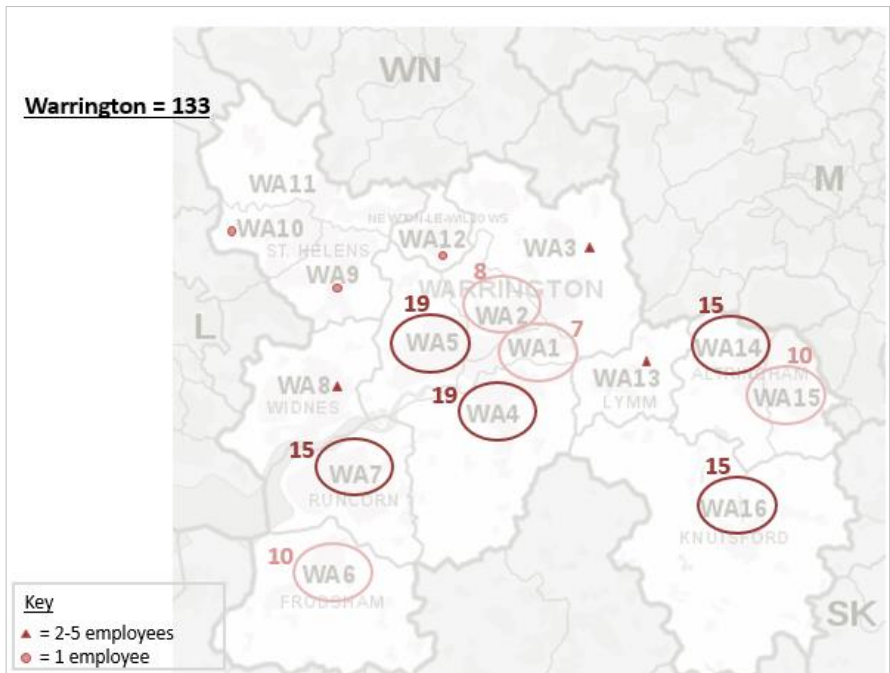 WN
Warrington = 133
M
WA11
NEWTON-LE-WILLOWS
WA10
ST. HELENS
WA12
WA3
WA9
8
WARRINGTON
19
WA2
7
15
L
WA5
WA1
WA14
10
ALTRINCHAM
WA8
WIDNES
WA13
LYMM
WA15
19
WA4
15
WA7
RUNCORN
15
WA16
KNUTSFORD
10
WA6
FRODSHAM
SK
Key
▲ = 2-5 employees
● = 1 employee